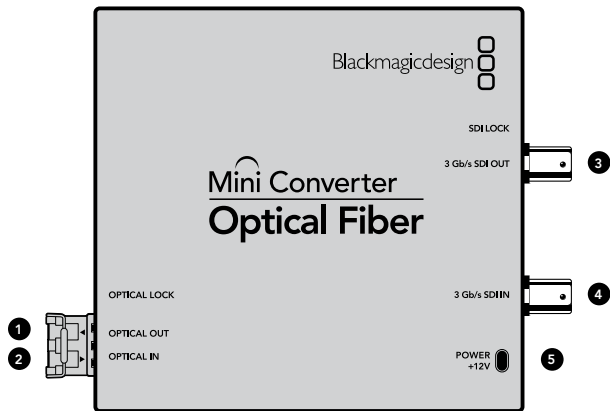 Blackmagicdesign
SDI LOCK
3 Gb/s SDI OUT
3
Mini Converter
Optical Fiber
OPTICAL LOCK
3 Gb/s SDI IN
4
1
OPTICAL OUT
2
OPTICAL IN
POWER
+12V
5